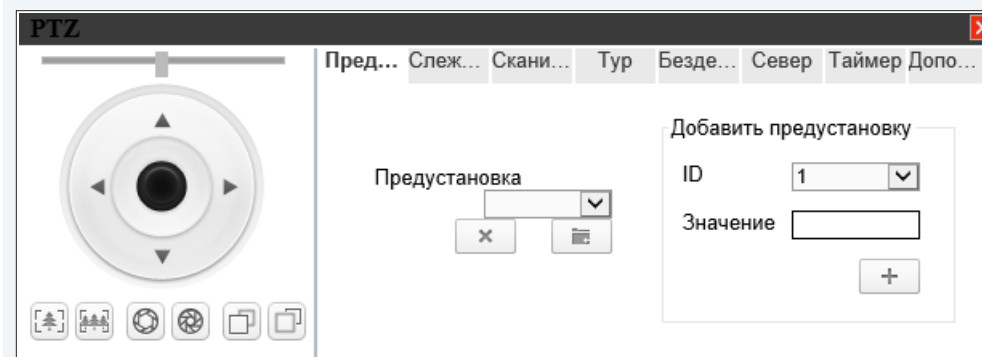 PTZ
Пред... Слеж... Скани... Тур Безде... Север Таймер Допо...
Добавить предустановку
Предустановка
ID 1
Значение